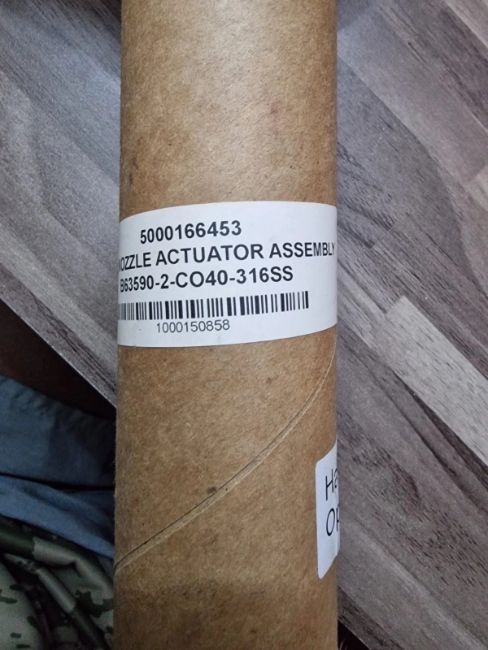 5000166453
OZZLE ACTUATOR ASSEMBLY
B63590-2-CO40-316SS
1000150858